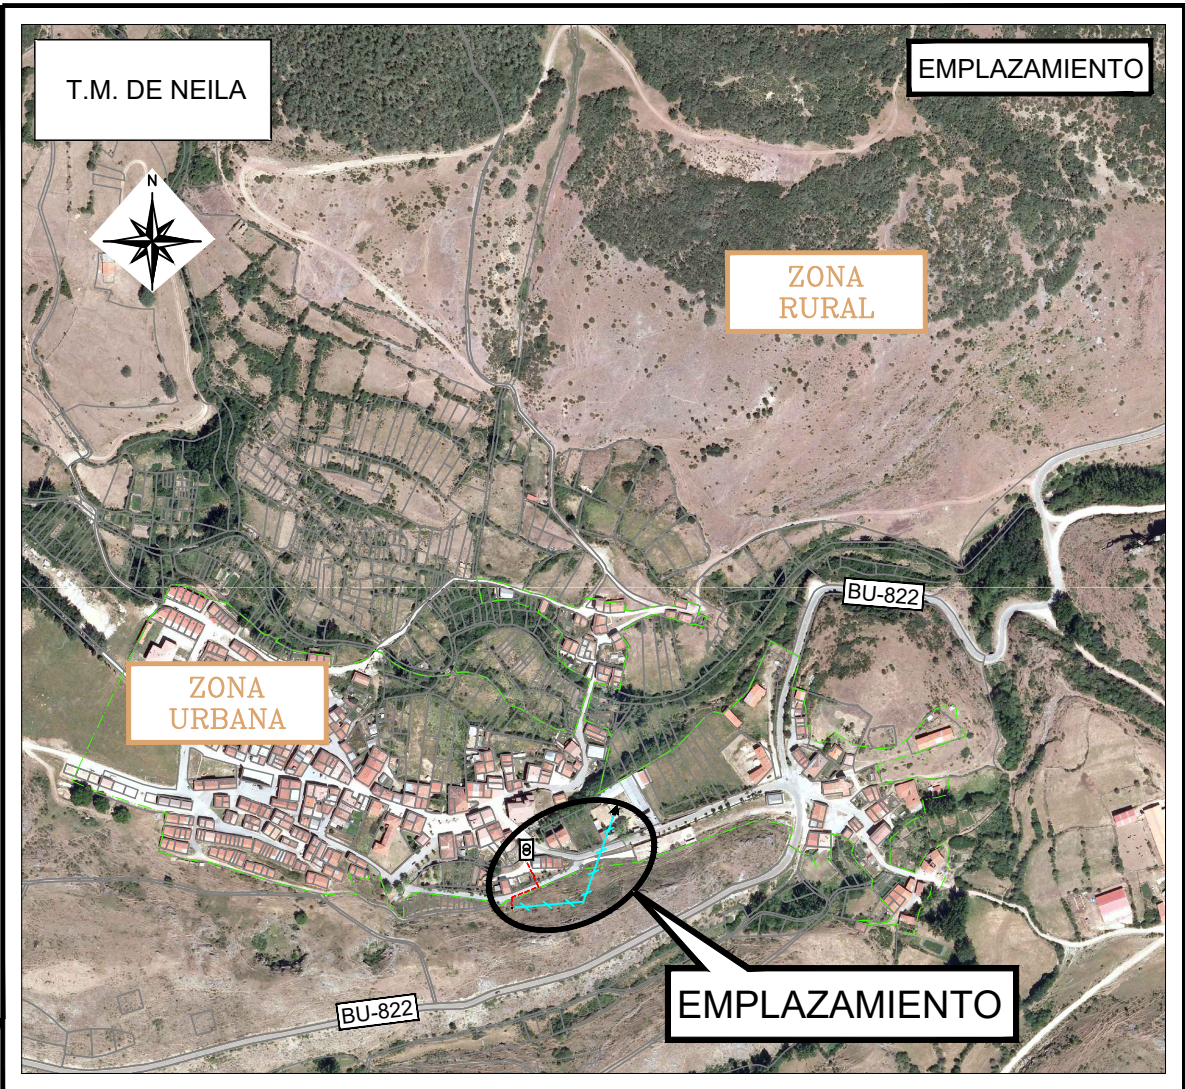 T.M. DE NEILA
EMPLAZAMIENTO
N
ZONA
RURAL
BU-822
ZONA
URBANA
EMPLAZAMIENTO
BU-822